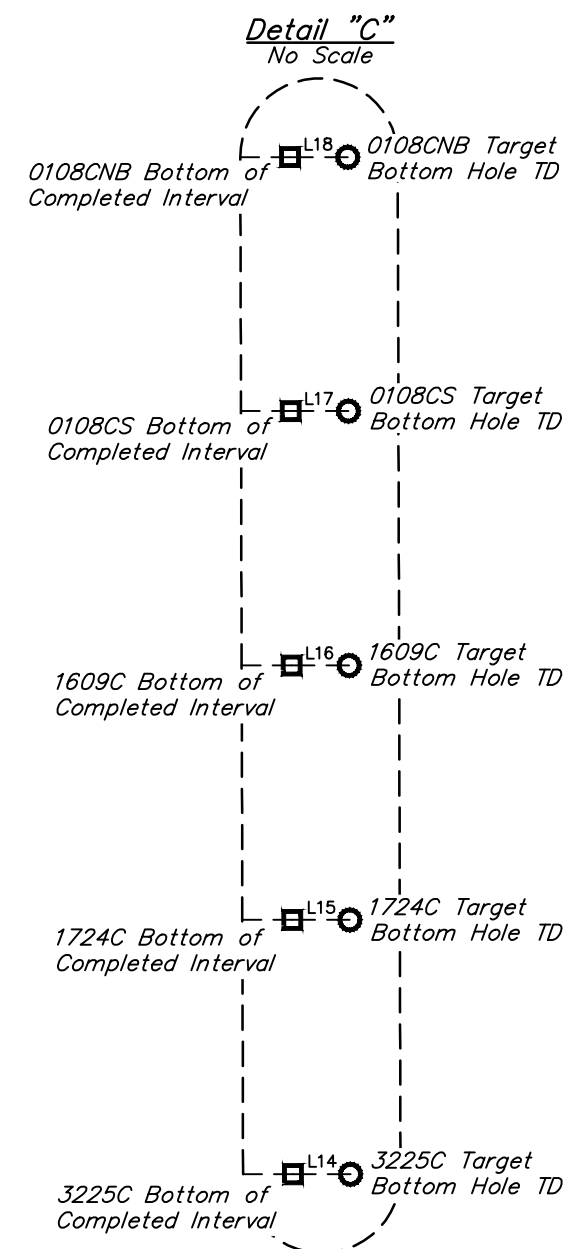 Detail "C"
No Scale
L18
0108CNB Target
Bottom Hole TD
0108CNB Bottom of
Completed Interval
L17
0108CS Target
Bottom Hole TD
0108CS Bottom of
Completed Interval
L16
1609C Target
Bottom Hole TD
1609C Bottom of
Completed Interval
L15
1724C Target
Bottom Hole TD
1724C Bottom of
Completed Interval
L14
3225C Target
Bottom Hole TD
3225C Bottom of
Completed Interval